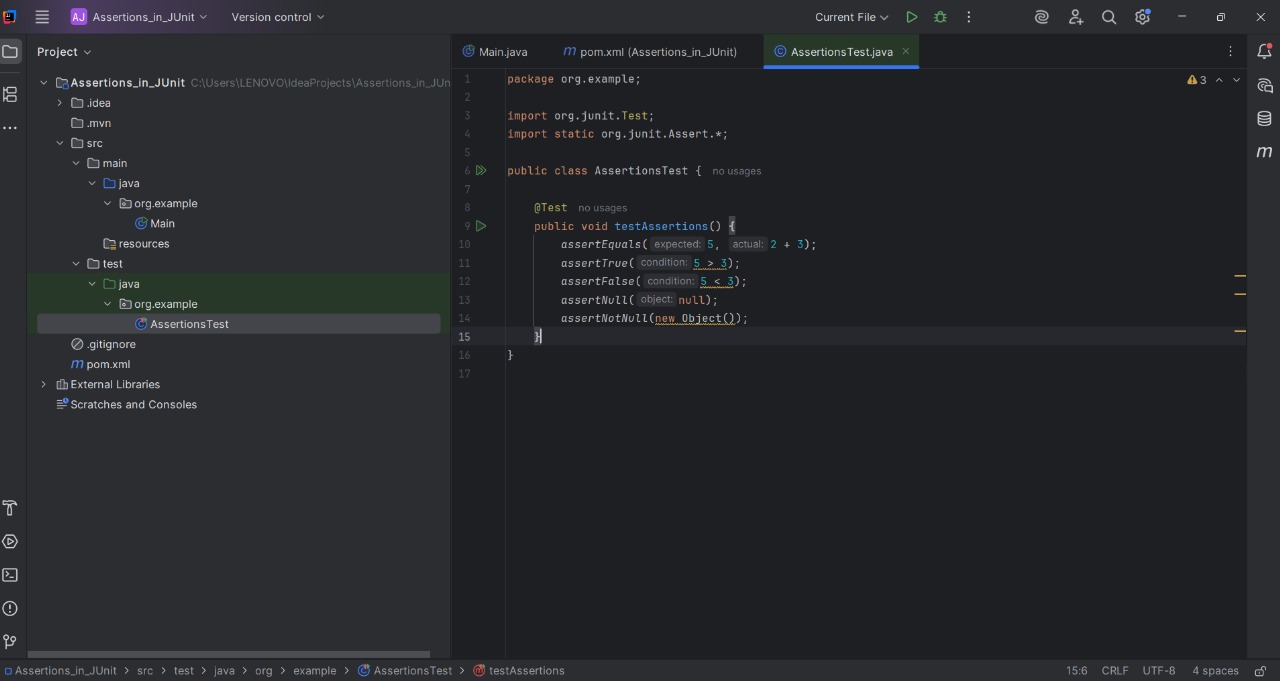 AJ Assertions_in_JUnit Version control Current File
Project
Main.java pom.xml (Assertions_in_JUnit) AssertionsTest.java
Assertions_in_JUnit C:\Users\LENOVO\IdeaProjects\Assertions_in_JUn
.idea
.mvn
src
main
java
org.example
Main
resources
test
java
org.example
AssertionsTest
.gitignore
m pom.xml
External Libraries
Scratches and Consoles
3
1 package org.example;
2
3 import org.junit.Test;
4 import static org.junit.Assert.*;
5
6 public class AssertionsTest { no usages
7
8 @Test no usages
9 public void testAssertions() {
10 assertEquals( expected: 5, actual: 2 + 3);
11 assertTrue( condition: 5 > 3);
12 assertFalse( condition: 5 < 3);
13 assertNull( object: null);
14 assertNotNull(new Object());
15 }
16 }
17
m
Assertions_in_JUnit > src > test > java > org > example > AssertionsTest > testAssertions
15:6 CRLF UTF-8 4 spaces